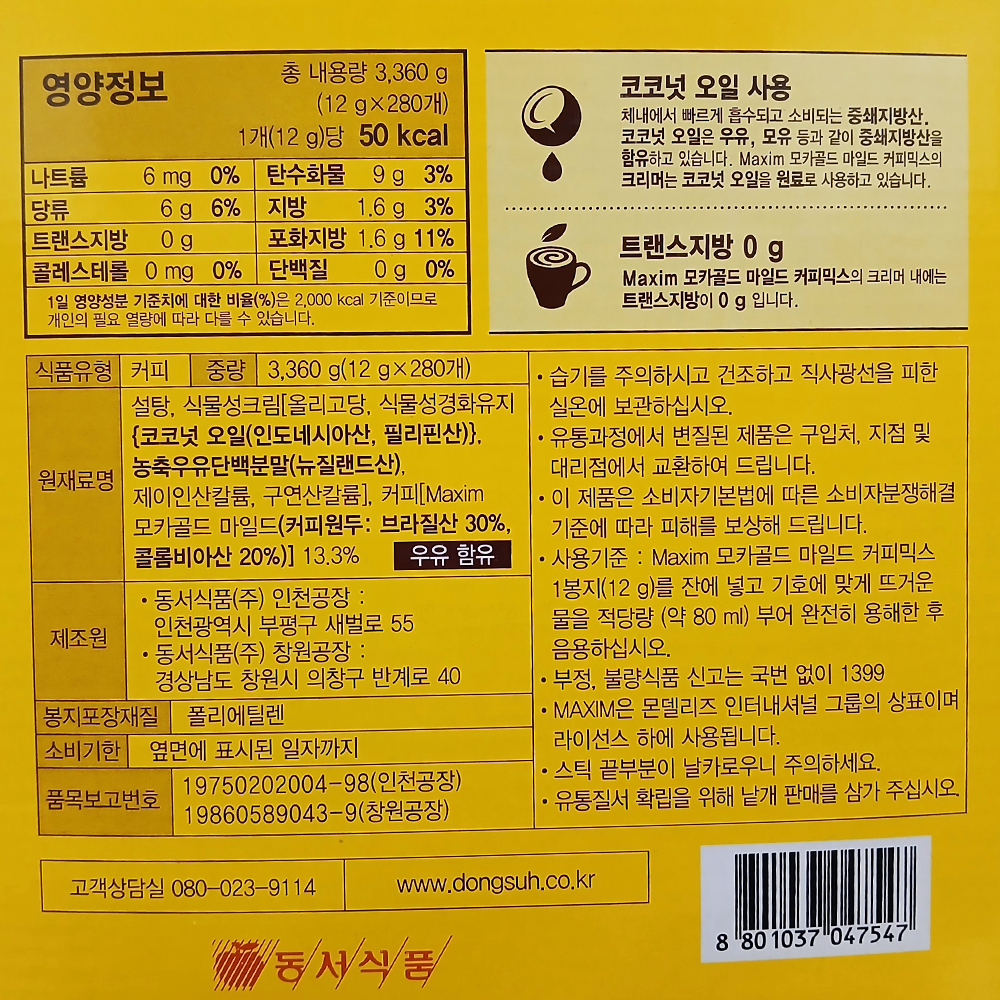 영양정보
총 내용량 3,360 g
(12 g×280개)
1개(12 g)당 50 kcal
나트륨 6 mg 0% 탄수화물 9 g 3%
당류 6 g 6% 지방 1.6 g 3%
트랜스지방 0 g 포화지방 1.6 g 11%
콜레스테롤 0 mg 0% 단백질 0 g 0%
1일 영양성분 기준치에 대한 비율(%)은 2,000 kcal 기준이므로
개인의 필요 열량에 따라 다를 수 있습니다.
코코넛 오일 사용
체내에서 빠르게 흡수되고 소비되는 중쇄지방산.
코코넛 오일은 우유, 모유 등과 같이 중쇄지방산을
함유하고 있습니다. Maxim 모카골드 마일드 커피믹스의
크리머는 코코넛 오일을 원료로 사용하고 있습니다.
트랜스지방 0 g
Maxim 모카골드 마일드 커피믹스의 크리머 내에는
트랜스지방이 0 g 입니다.
식품유형 커피 중량 3,360 g(12 g×280개)
원재료명
설탕, 식물성크림[올리고당, 식물성경화유지
{코코넛 오일(인도네시아산, 필리핀산)},
농축우유단백분말(뉴질랜드산),
제이인산칼륨, 구연산칼륨], 커피[Maxim
모카골드 마일드(커피원두: 브라질산 30%,
콜롬비아산 20%)] 13.3% 우유 함유
제조원
• 동서식품(주) 인천공장 :
인천광역시 부평구 새벌로 55
• 동서식품(주) 창원공장 :
경상남도 창원시 의창구 반계로 40
봉지포장재질 폴리에틸렌
소비기한 옆면에 표시된 일자까지
품목보고번호
19750202004-98(인천공장)
19860589043-9(창원공장)
• 습기를 주의하시고 건조하고 직사광선을 피한
실온에 보관하십시오.
• 유통과정에서 변질된 제품은 구입처, 지점 및
대리점에서 교환하여 드립니다.
• 이 제품은 소비자기본법에 따른 소비자분쟁해결
기준에 따라 피해를 보상해 드립니다.
• 사용기준 : Maxim 모카골드 마일드 커피믹스
1봉지(12 g)를 잔에 넣고 기호에 맞게 뜨거운
물을 적당량 (약 80 ml) 부어 완전히 용해한 후
음용하십시오.
• 부정, 불량식품 신고는 국번 없이 1399
• MAXIM은 몬델리즈 인터내셔널 그룹의 상표이며
라이선스 하에 사용됩니다.
• 스틱 끝부분이 날카로우니 주의하세요.
• 유통질서 확립을 위해 낱개 판매를 삼가 주십시오.
고객상담실 080-023-9114
www.dongsuh.co.kr
8 801037 047547
동서식품